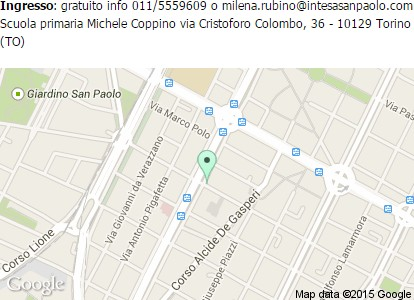 Ingresso: gratuito info 011/5559609 o milena.rubino@intesasanpaolo.com
Scuola primaria Michele Coppino via Cristoforo Colombo, 36 - 10129 Torino
(TO)
Giardino San Paolo
Via Marco Polo
Via Pas
Via Giovanni da Verazzano
Via Antonio Pigafetta
Corso Alcide De Gasperi
Giuseppe Piazzi
Alfonso Lamarmora
Corso Lione
Google
Map data ©2015 Google